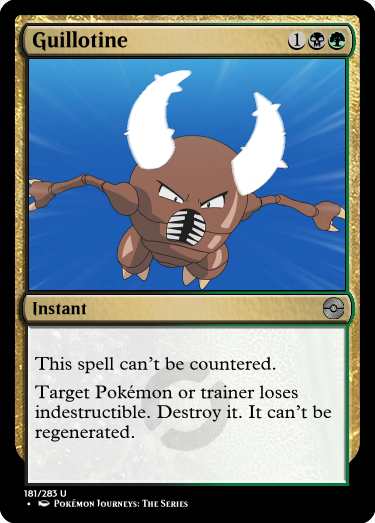 Guillotine 1
Instant
This spell can't be countered.
Target Pokémon or trainer loses
indestructible. Destroy it. It can't be
regenerated.
181/283 U
• Pokémon Journeys: The Series